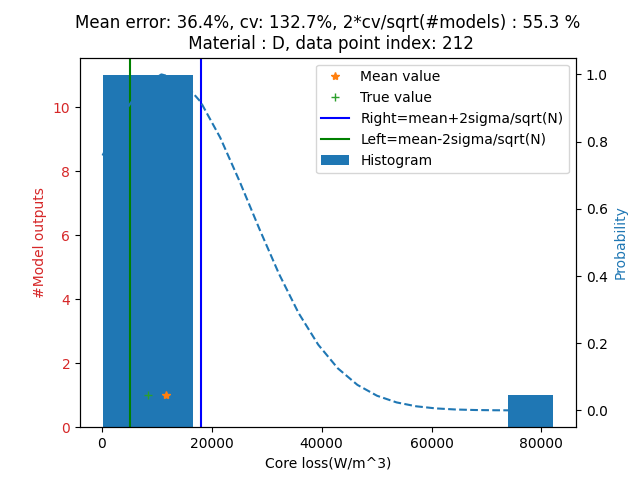 Mean error: 36.4%, cv: 132.7%, 2*cv/sqrt(#models) : 55.3 %
Material : D, data point index: 212
Mean value
True value
Right=mean+2sigma/sqrt(N)
Left=mean-2sigma/sqrt(N)
Histogram
10
8
6
4
2
0
#Model outputs
1.0
0.8
0.6
0.4
0.2
0.0
Probability
0 20000 40000 60000 80000
Core loss(W/m^3)